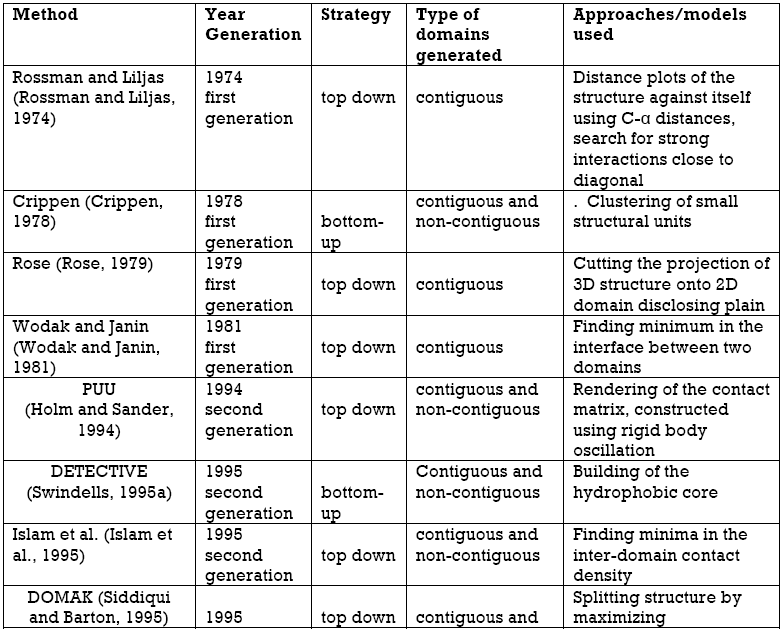 Method
Year
Generation
Strategy
Type of
domains
generated
Approaches/models
used
Rossman and Liljas
(Rossman and Liljas,
1974)
1974
first
generation
top down
contiguous
Distance plots of the
structure against itself
using C-α distances,
search for strong
interactions close to
diagonal
Crippen (Crippen,
1978)
1978
first
generation
bottom-
up
contiguous and
non-contiguous
. Clustering of small
structural units
Rose (Rose, 1979)
1979
first
generation
top down
contiguous
Cutting the projection of
3D structure onto 2D
domain disclosing plain
Wodak and Janin
(Wodak and Janin,
1981)
1981
first
generation
top down
contiguous
Finding minimum in the
interface between two
domains
PUU
(Holm and Sander,
1994)
1994
second
generation
top down
contiguous and
non-contiguous
Rendering of the contact
matrix, constructed
using rigid body
oscillation
DETECTIVE
(Swindells, 1995a)
1995
second
generation
bottom-
up
Contiguous and
non-contiguous
Building of the
hydrophobic core
Islam et al. (Islam et
al., 1995)
1995
second
generation
top down
contiguous and
non-contiguous
Finding minima in the
inter-domain contact
density
DOMAK (Siddiqui
and Barton, 1995)
1995
top down
contiguous and
Splitting structure by
maximizing